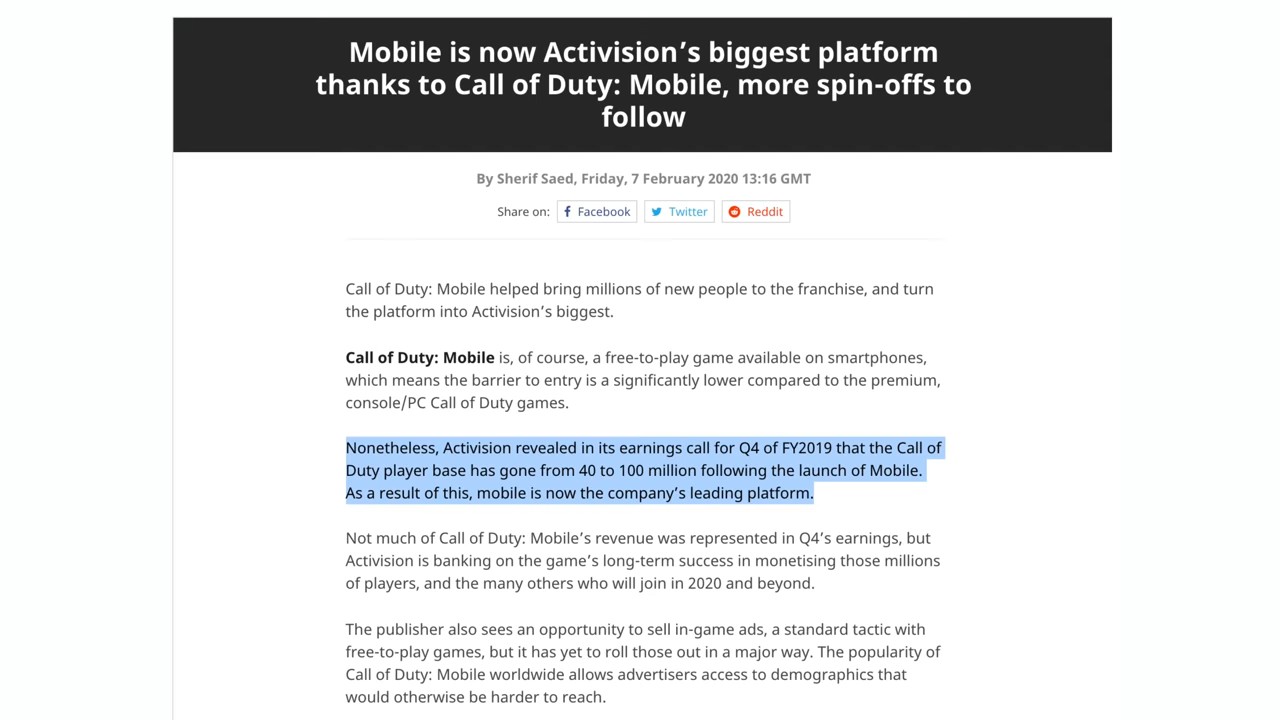 Mobile is now Activision’s biggest platform
thanks to Call of Duty: Mobile, more spin-offs to
follow
By Sherif Saed, Friday, 7 February 2020 13:16 GMT
Share on: Facebook Twitter Reddit
Call of Duty: Mobile helped bring millions of new people to the franchise, and turn
the platform into Activision’s biggest.
Call of Duty: Mobile is, of course, a free-to-play game available on smartphones,
which means the barrier to entry is a significantly lower compared to the premium,
console/PC Call of Duty games.
Nonetheless, Activision revealed in its earnings call for Q4 of FY2019 that the Call of
Duty player base has gone from 40 to 100 million following the launch of Mobile.
As a result of this, mobile is now the company’s leading platform.
Not much of Call of Duty: Mobile’s revenue was represented in Q4’s earnings, but
Activision is banking on the game’s long-term success in monetising those millions
of players, and the many others who will join in 2020 and beyond.
The publisher also sees an opportunity to sell in-game ads, a standard tactic with
free-to-play games, but it has yet to roll those out in a major way. The popularity of
Call of Duty: Mobile worldwide allows advertisers access to demographics that
would otherwise be harder to reach.